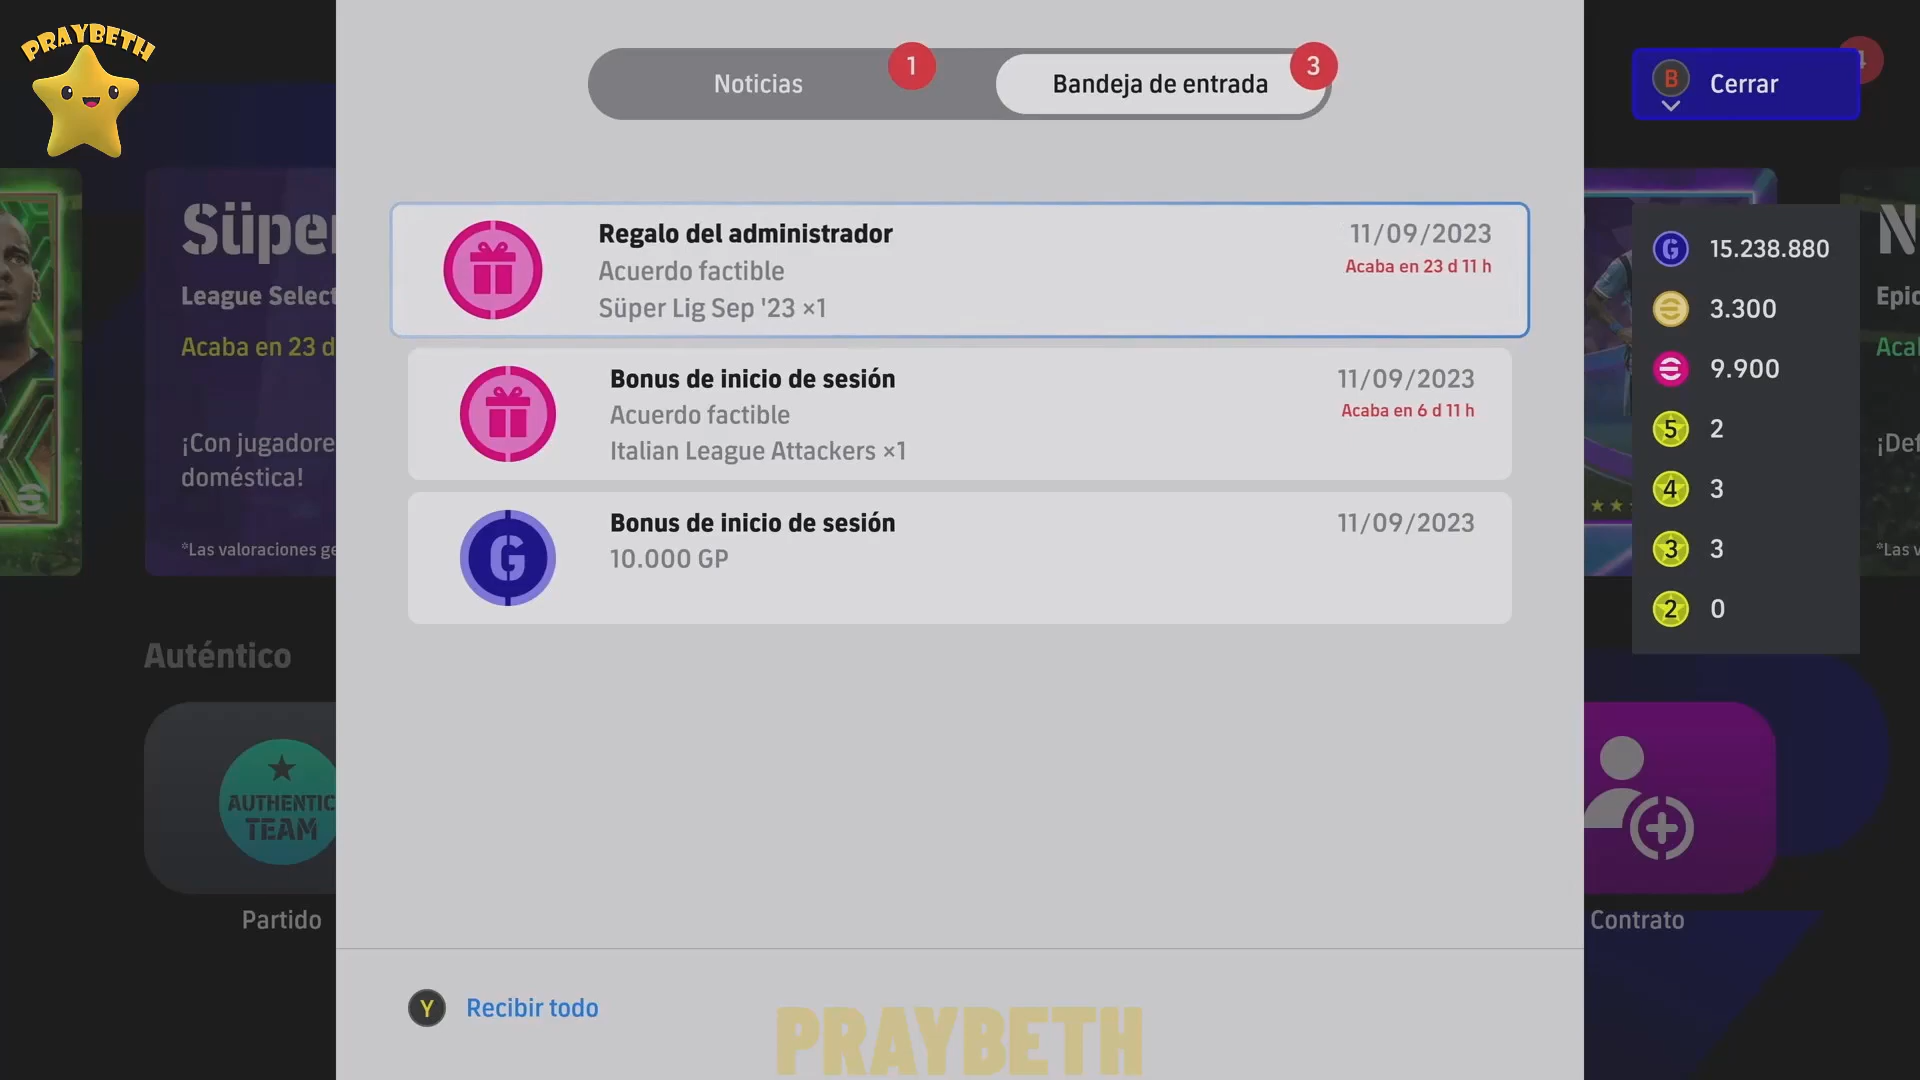 PRAYBETH
Noticias
1
Bandeja de entrada
3
B
Cerrar
Süper
League Select
Acaba en 23 d
¡Con jugadore
doméstica!
*Las valoraciones ge
Regalo del administrador
11/09/2023
Acuerdo factible
Acaba en 23 d 11 h
Süper Lig Sep '23 ×1
Bonus de inicio de sesión
11/09/2023
Acuerdo factible
Acaba en 6 d 11 h
Italian League Attackers ×1
G
Bonus de inicio de sesión
11/09/2023
10.000 GP
G 15.238.880
3.300
9.900
5 2
4 3
3 3
2 0
N
Epic
Acab
¡Def
*Las v
Auténtico
AUTHENTIC
TEAM
Partido
Contrato
Y Recibir todo
PRAYBETH